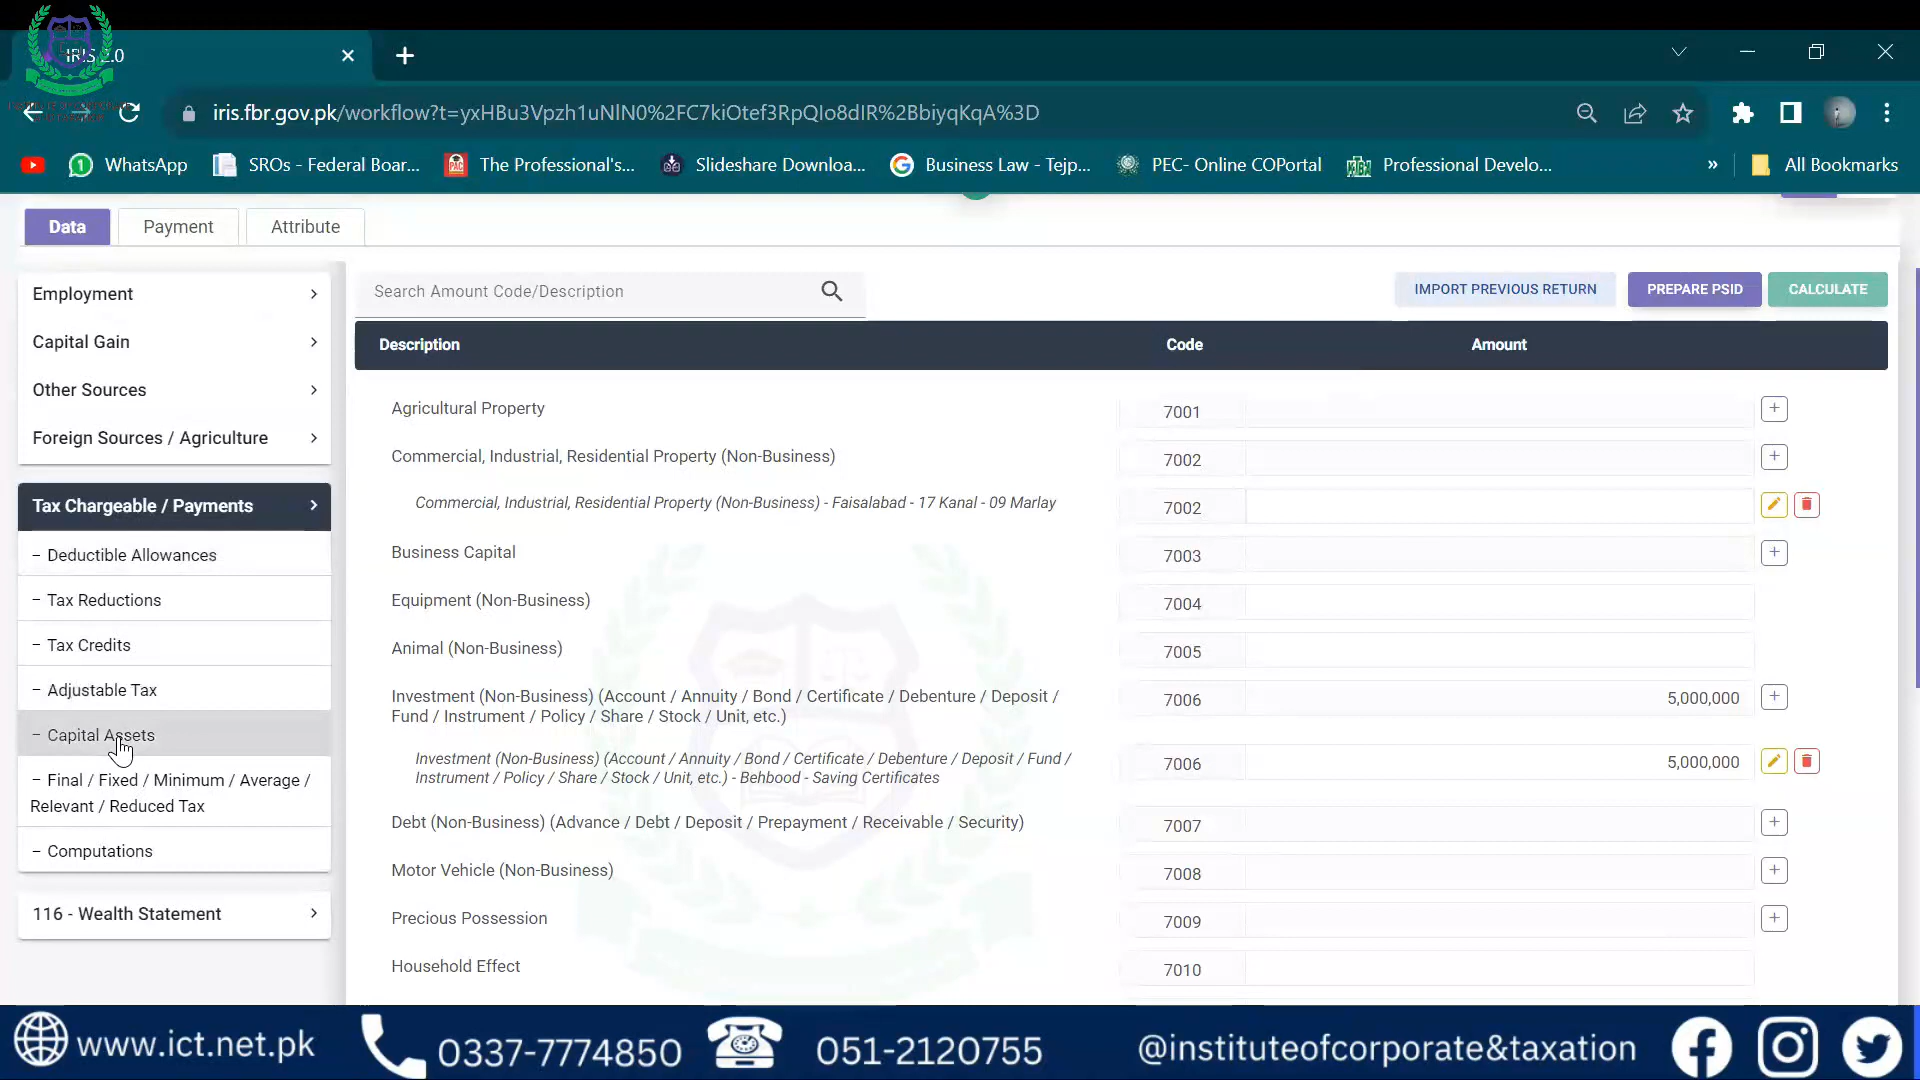 IRIS 2.0
iris.fbr.gov.pk/workflow?t=yxHBu3Vpzh1uNlN0%2FC7kiOtef3RpQIo8dIR%2BbiyqKqA%3D
WhatsApp SROs - Federal Boar... The Professional's... Slideshare Downloa... Business Law - Tejp... PEC- Online COPortal Professional Develo... » All Bookmarks
Data Payment Attribute
Employment
Capital Gain
Other Sources
Foreign Sources / Agriculture
Tax Chargeable / Payments
– Deductible Allowances
– Tax Reductions
– Tax Credits
– Adjustable Tax
– Capital Assets
– Final / Fixed / Minimum / Average /
Relevant / Reduced Tax
– Computations
116 - Wealth Statement
Search Amount Code/Description
IMPORT PREVIOUS RETURN PREPARE PSID CALCULATE
Description Code Amount
Agricultural Property 7001
Commercial, Industrial, Residential Property (Non-Business) 7002
Commercial, Industrial, Residential Property (Non-Business) - Faisalabad - 17 Kanal - 09 Marlay 7002
Business Capital 7003
Equipment (Non-Business) 7004
Animal (Non-Business) 7005
Investment (Non-Business) (Account / Annuity / Bond / Certificate / Debenture / Deposit / 7006 5,000,000
Fund / Instrument / Policy / Share / Stock / Unit, etc.)
Investment (Non-Business) (Account / Annuity / Bond / Certificate / Debenture / Deposit / Fund / 7006 5,000,000
Instrument / Policy / Share / Stock / Unit, etc.) - Behbood - Saving Certificates
Debt (Non-Business) (Advance / Debt / Deposit / Prepayment / Receivable / Security) 7007
Motor Vehicle (Non-Business) 7008
Precious Possession 7009
Household Effect 7010
www.ict.net.pk 0337-7774850 051-2120755 @instituteofcorporate&taxation